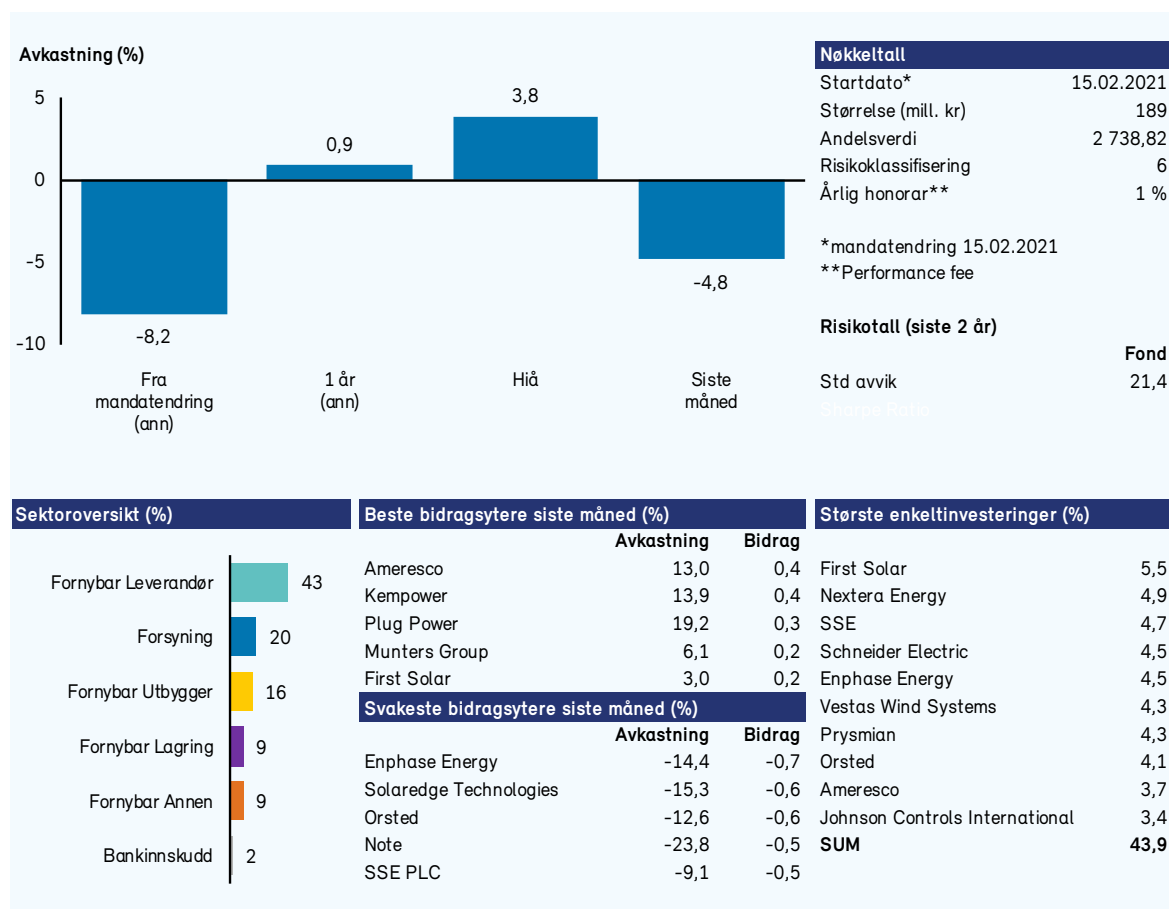 Avkastning (%)
5
0
-5
-10
-8,2
0,9
3,8
-4,8
Fra
mandatendring
(ann)
1 år
(ann)
Hiå
Siste
måned
Nøkkeltall
Startdato* 15.02.2021
Størrelse (mill. kr) 189
Andelsverdi 2 738,82
Risikoklassifisering 6
Årlig honorar** 1 %
*mandatendring 15.02.2021
**Performance fee
Risikotall (siste 2 år)
Fond
Std avvik 21,4
Sharpe Ratio
Sektoroversikt (%)
Fornybar Leverandør 43
Forsyning 20
Fornybar Utbygger 16
Fornybar Lagring 9
Fornybar Annen 9
Bankinnskudd 2
Beste bidragsytere siste måned (%)
Avkastning Bidrag
Ameresco 13,0 0,4
Kempower 13,9 0,4
Plug Power 19,2 0,3
Munters Group 6,1 0,2
First Solar 3,0 0,2
Svakeste bidragsytere siste måned (%)
Avkastning Bidrag
Enphase Energy -14,4 -0,7
Solaredge Technologies -15,3 -0,6
Orsted -12,6 -0,6
Note -23,8 -0,5
SSE PLC -9,1 -0,5
Største enkeltinvesteringer (%)
First Solar 5,5
Nextera Energy 4,9
SSE 4,7
Schneider Electric 4,5
Enphase Energy 4,5
Vestas Wind Systems 4,3
Prysmian 4,3
Orsted 4,1
Ameresco 3,7
Johnson Controls International 3,4
SUM 43,9